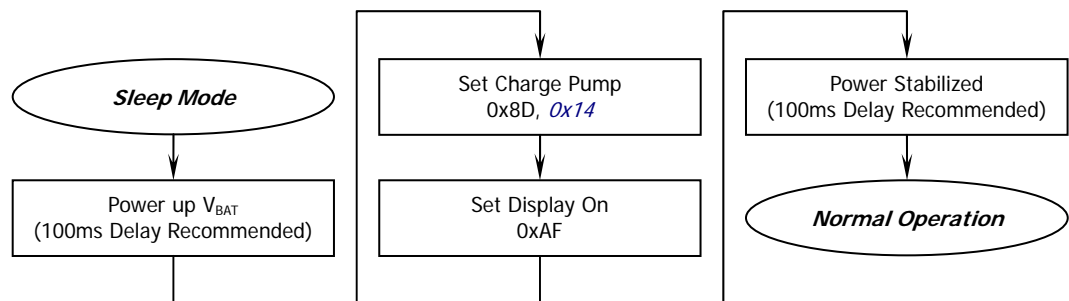 Sleep Mode
Power up VBAT
(100ms Delay Recommended)
Set Charge Pump
0x8D, 0x14
Set Display On
0xAF
Power Stabilized
(100ms Delay Recommended)
Normal Operation